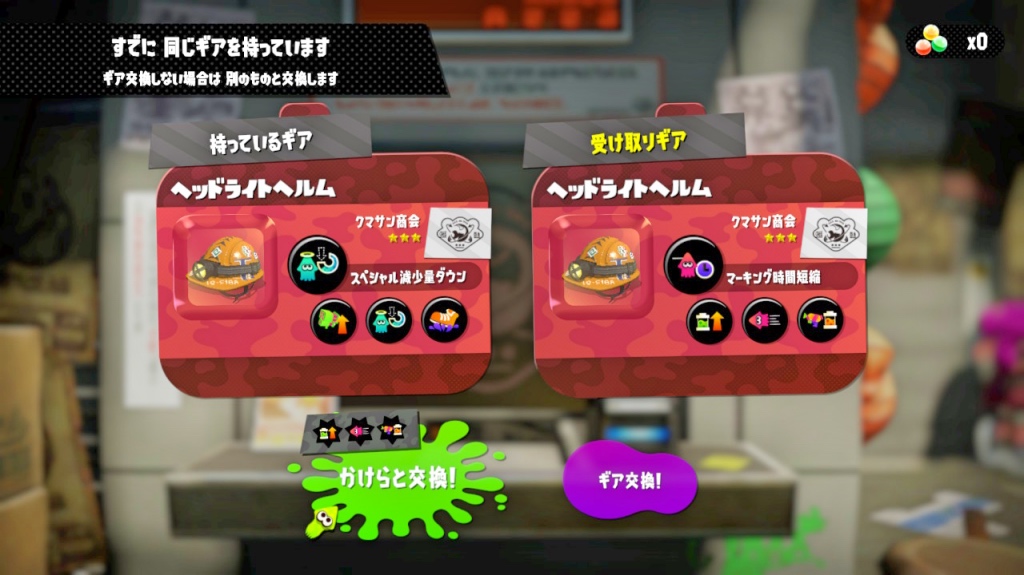 すでに 同じギアを持っています
ギア交換しない場合は 別のものと交換します
x0
持っているギア
ヘッドライトヘルム
クマサン商会
スペシャル減少量ダウン
受け取りギア
ヘッドライトヘルム
クマサン商会
マーキング時間短縮
かけらと交換!
ギア交換!